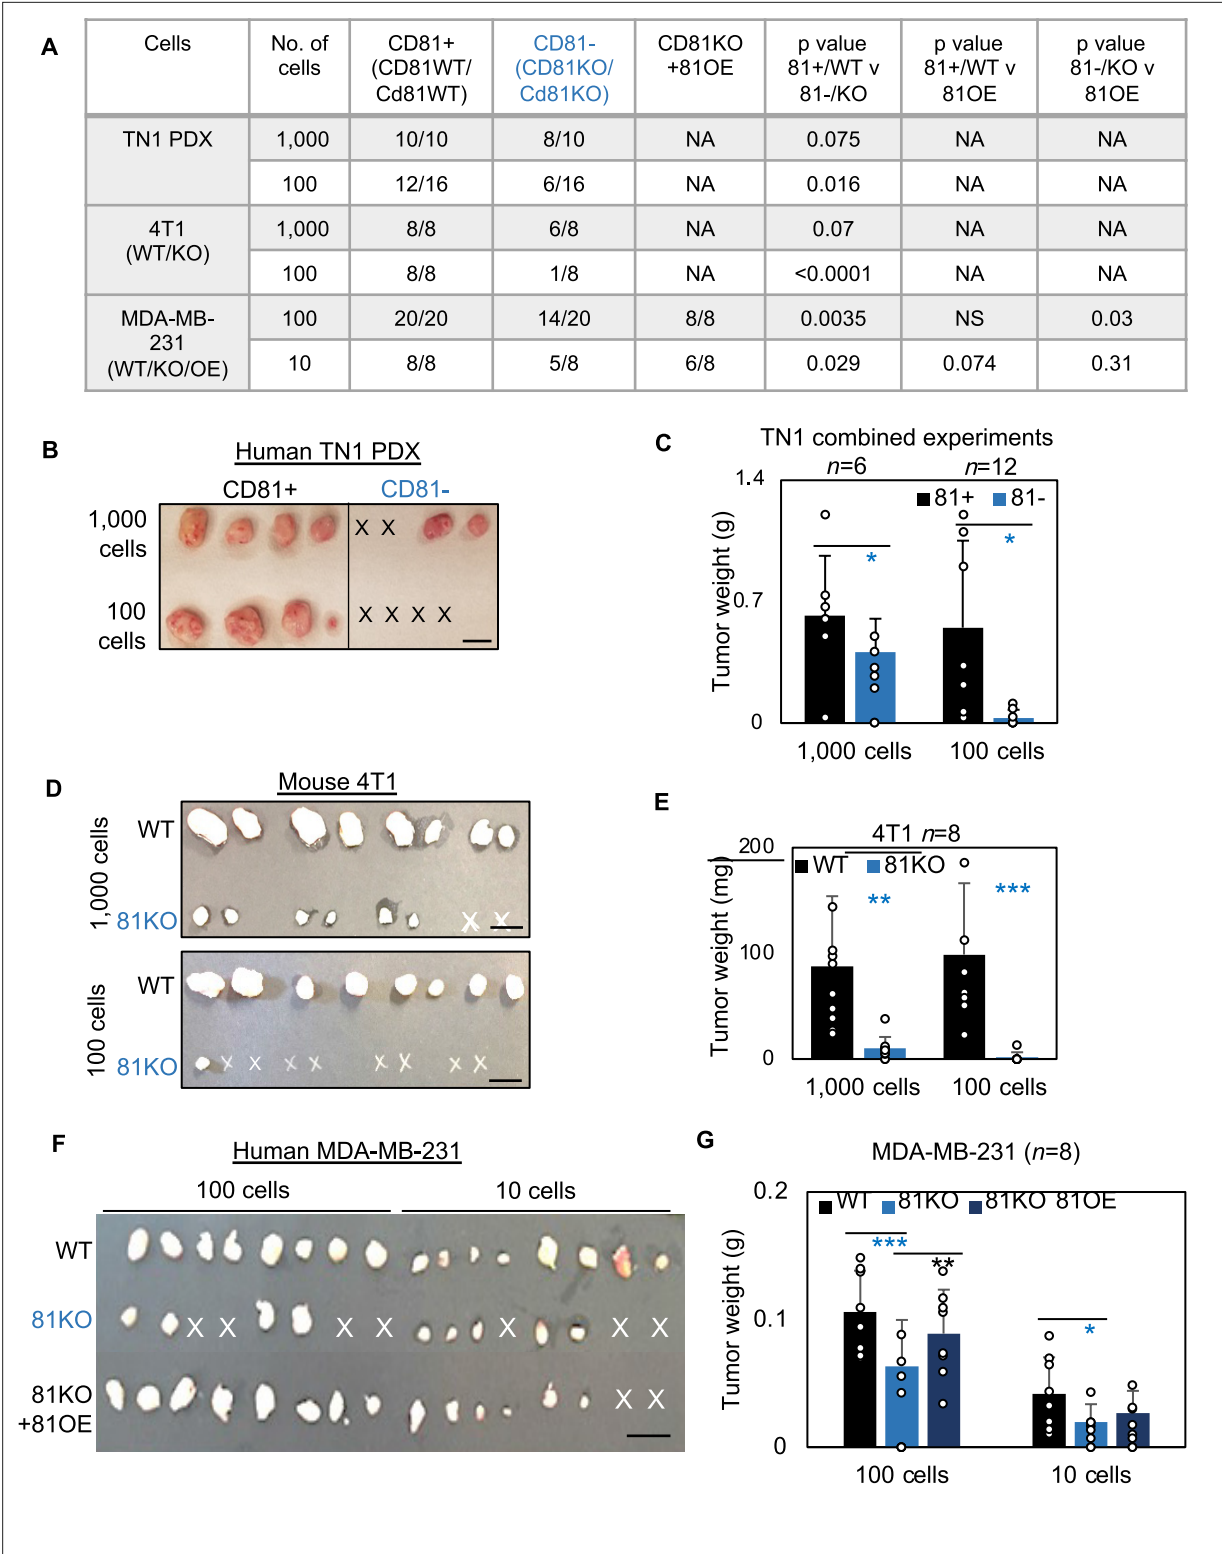 A
Cells No. of cells CD81+ (CD81WT/ Cd81WT) CD81- (CD81KO/ Cd81KO) CD81KO +81OE p value 81+/WT v 81-/KO p value 81+/WT v 81OE p value 81-/KO v 81OE
TN1 PDX 1,000 10/10 8/10 NA 0.075 NA NA
100 12/16 6/16 NA 0.016 NA NA
4T1 (WT/KO) 1,000 8/8 6/8 NA 0.07 NA NA
100 8/8 1/8 NA <0.0001 NA NA
MDA-MB-231 (WT/KO/OE) 100 20/20 14/20 8/8 0.0035 NS 0.03
10 8/8 5/8 6/8 0.029 0.074 0.31
B
Human TN1 PDX
CD81+ CD81-
1,000 cells X X
100 cells X X X X
C
TN1 combined experiments
n=6 n=12
81+ 81-
Tumor weight (g)
1.4
0.7
0
* *
1,000 cells 100 cells
D
Mouse 4T1
1,000 cells
WT
81KO X X
100 cells
WT
81KO X X X X X X X
E
4T1 n=8
WT 81KO
Tumor weight (mg)
200
100
0
** ***
1,000 cells 100 cells
F
Human MDA-MB-231
100 cells 10 cells
WT
81KO X X X X X X X
81KO +81OE X X
G
MDA-MB-231 (n=8)
WT 81KO 81KO 81OE
Tumor weight (g)
0.2
0.1
0
*** ** *
100 cells 10 cells